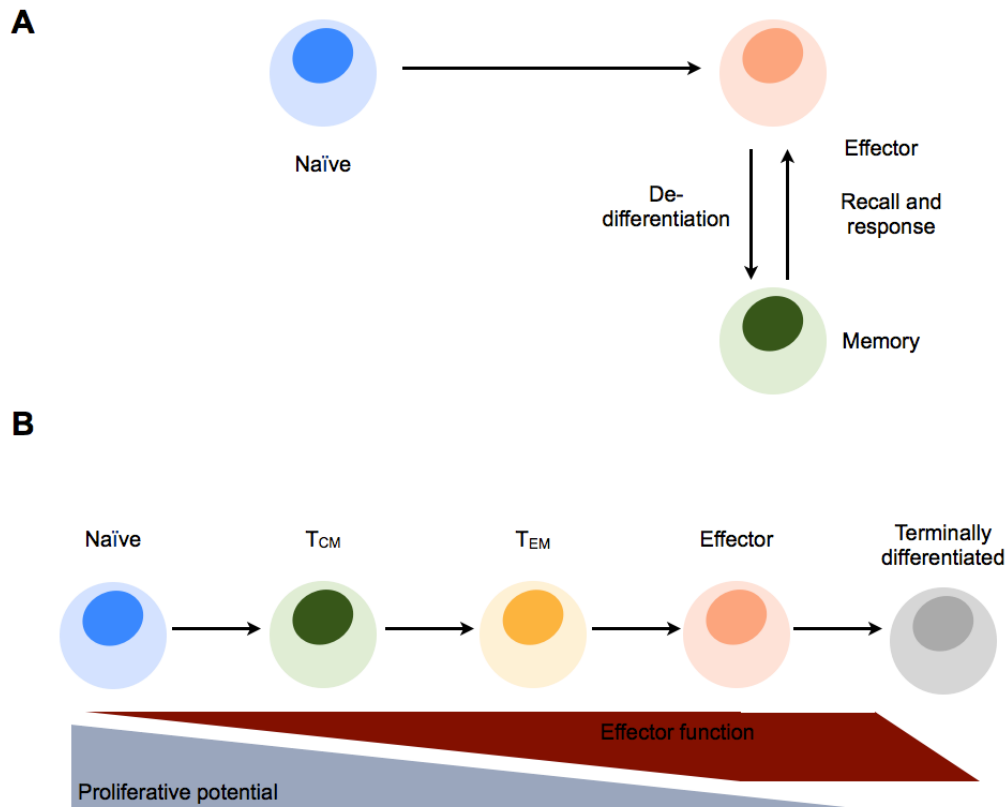 A
Naïve
Effector
De-
differentiation
Recall and
response
Memory
B
Naïve
TCM
TEM
Effector
Terminally
differentiated
Effector function
Proliferative potential